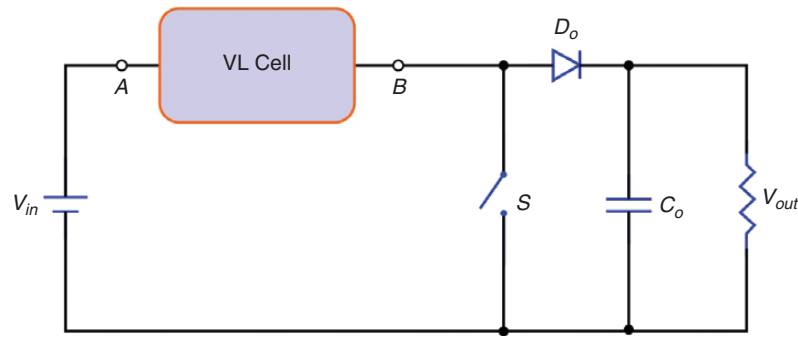 VL Cell
D_o
A
B
V_in
S
C_o
V_out